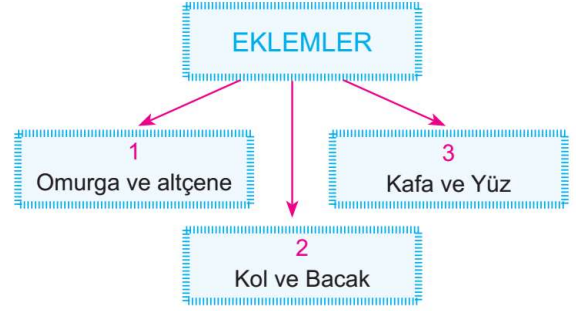 EKLEMLER
1
Omurga ve altçene
2
Kol ve Bacak
3
Kafa ve Yüz